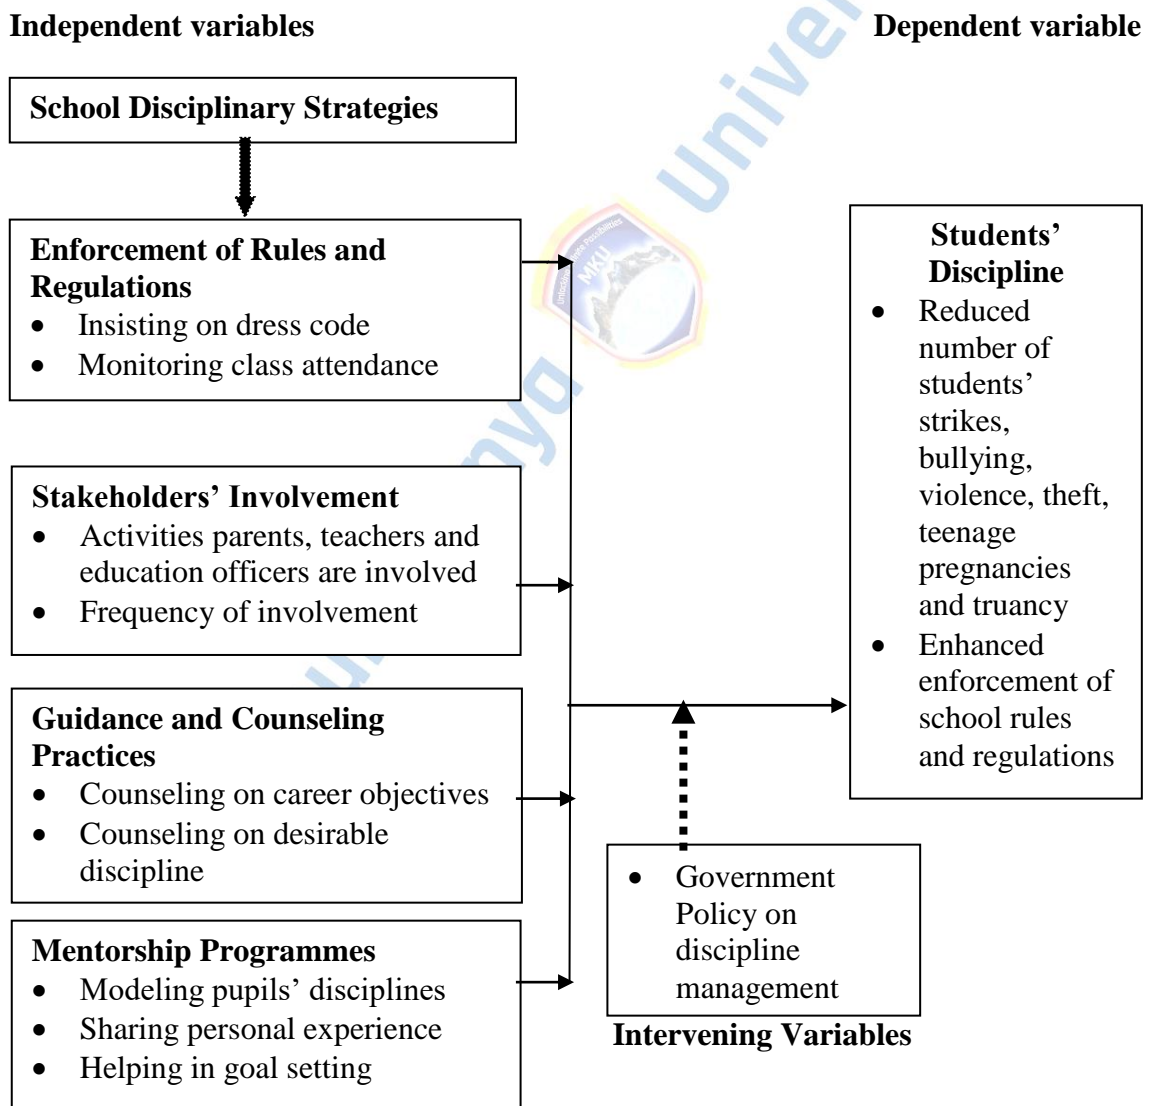 Independent variables
Dependent variable
School Disciplinary Strategies
Enforcement of Rules and
Regulations
• Insisting on dress code
• Monitoring class attendance
Stakeholders’ Involvement
• Activities parents, teachers and
education officers are involved
• Frequency of involvement
Guidance and Counseling
Practices
• Counseling on career objectives
• Counseling on desirable
discipline
Mentorship Programmes
• Modeling pupils’ disciplines
• Sharing personal experience
• Helping in goal setting
• Government
Policy on
discipline
management
Intervening Variables
Students’
Discipline
• Reduced
number of
students’
strikes,
bullying,
violence, theft,
teenage
pregnancies
and truancy
• Enhanced
enforcement of
school rules
and regulations
MKU